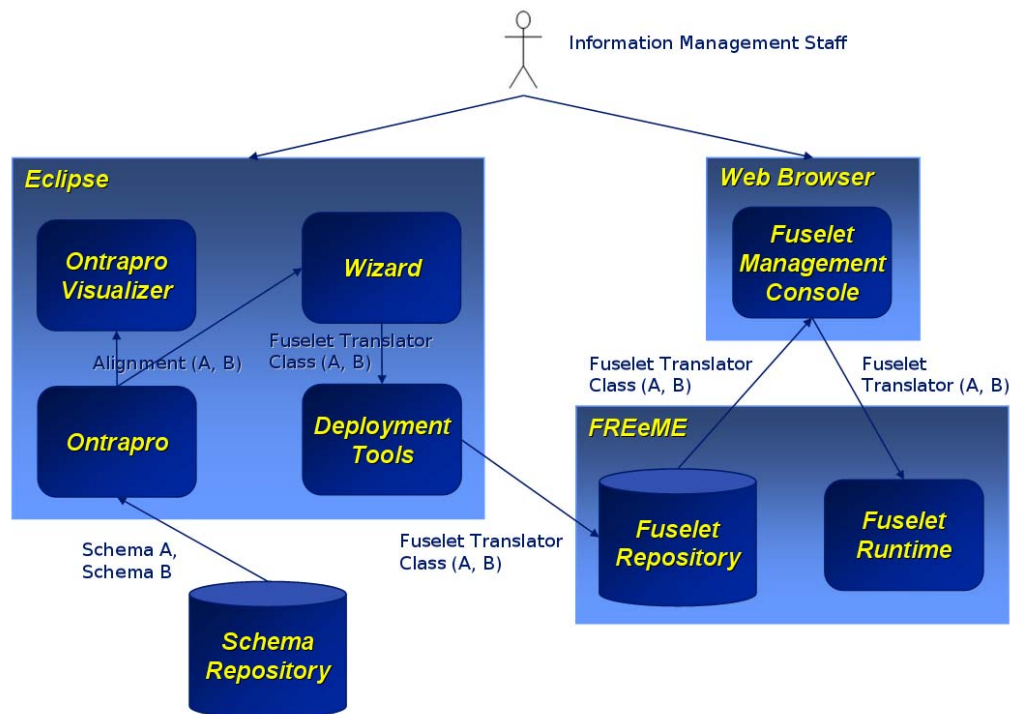 Information Management Staff
Eclipse
Ontrapro
Visualizer
Wizard
Alignment (A, B)
Fuselet Translator
Class (A, B)
Ontrapro
Deployment
Tools
Schema A,
Schema B
Schema
Repository
Fuselet Translator
Class (A, B)
Web Browser
Fuselet
Management
Console
Fuselet Translator
Class (A, B)
Fuselet
Translator (A, B)
FREeME
Fuselet
Repository
Fuselet
Runtime